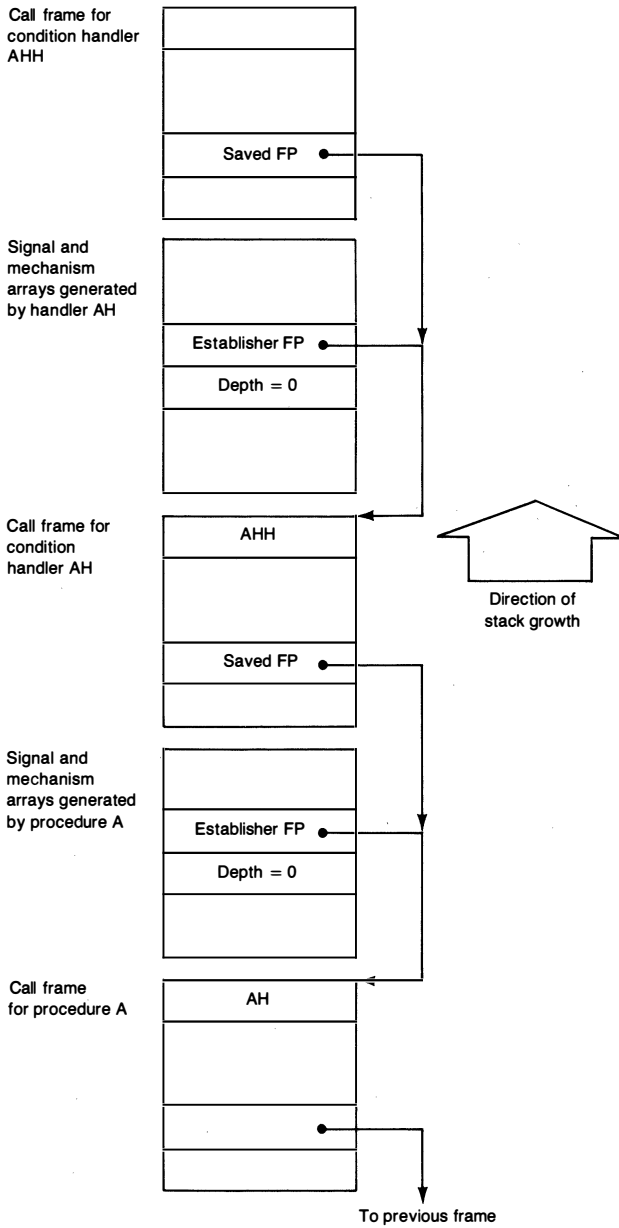 Call frame for
condition handler
AHH
Saved FP
Signal and
mechanism
arrays generated
by handler AH
Establisher FP
Depth = 0
Call frame for
condition
handler AH
AHH
Direction of
stack growth
Saved FP
Signal and
mechanism
arrays generated
by procedure A
Establisher FP
Depth = 0
Call frame
for procedure A
AH
To previous frame